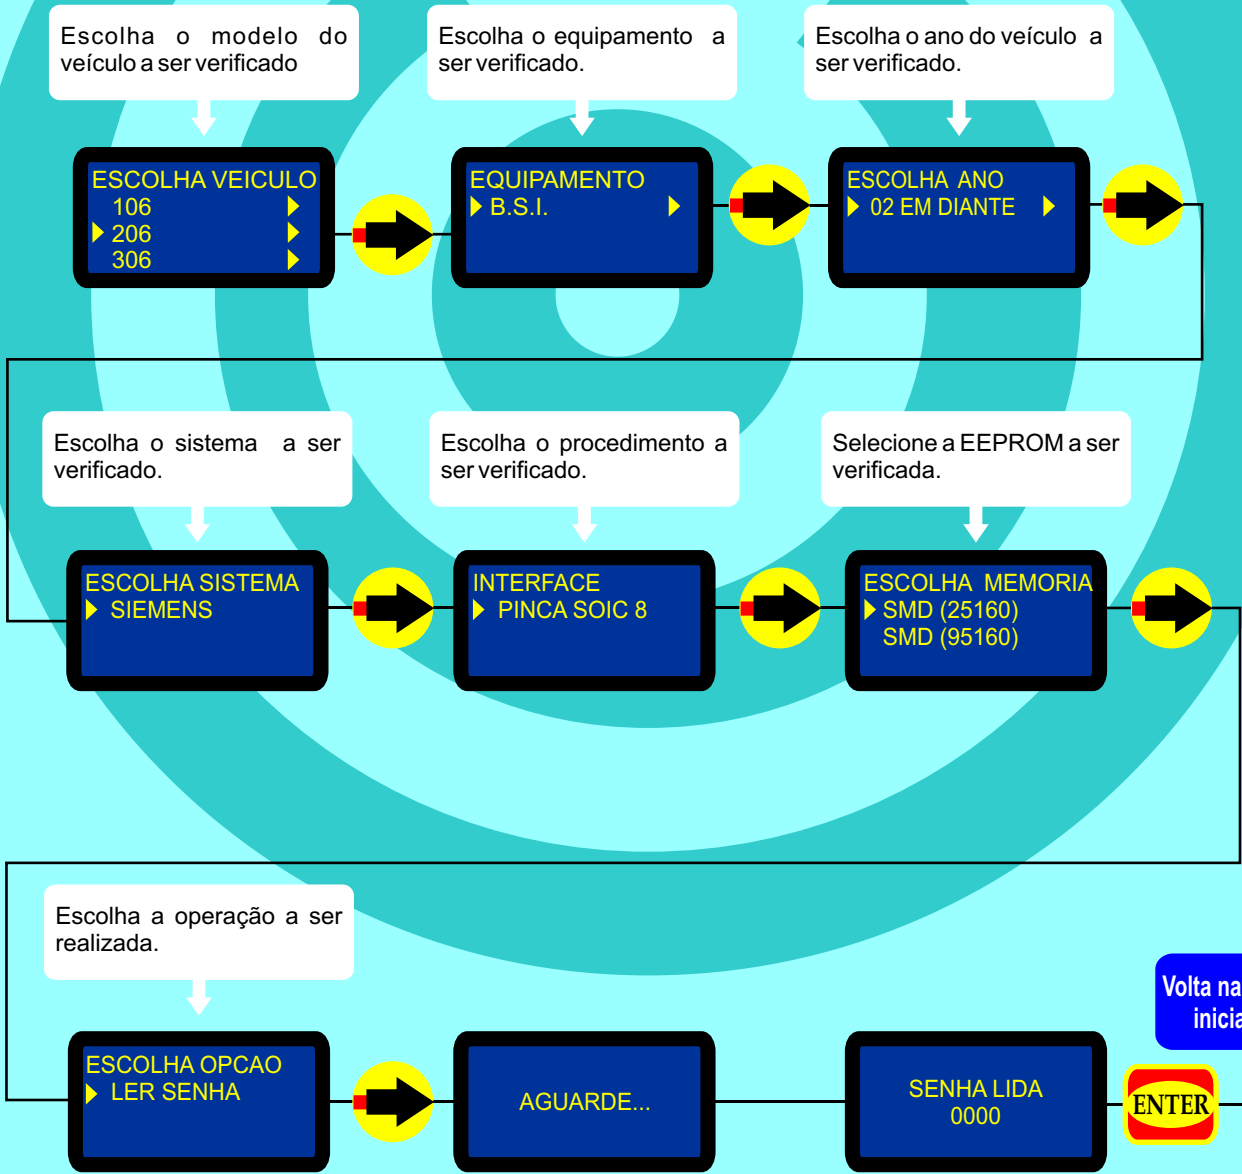 Escolha o modelo do
veículo a ser verificado
Escolha o equipamento a
ser verificado.
Escolha o ano do veículo a
ser verificado.
ESCOLHA VEICULO
106
206
306
EQUIPAMENTO
B.S.I.
ESCOLHA ANO
02 EM DIANTE
Escolha o sistema a ser
verificado.
Escolha o procedimento a
ser verificado.
Selecione a EEPROM a ser
verificada.
ESCOLHA SISTEMA
SIEMENS
INTERFACE
PINCA SOIC 8
ESCOLHA MEMORIA
SMD (25160)
SMD (95160)
Escolha a operação a ser
realizada.
Volta na
inicia
ESCOLHA OPCAO
LER SENHA
AGUARDE...
SENHA LIDA
0000
ENTER